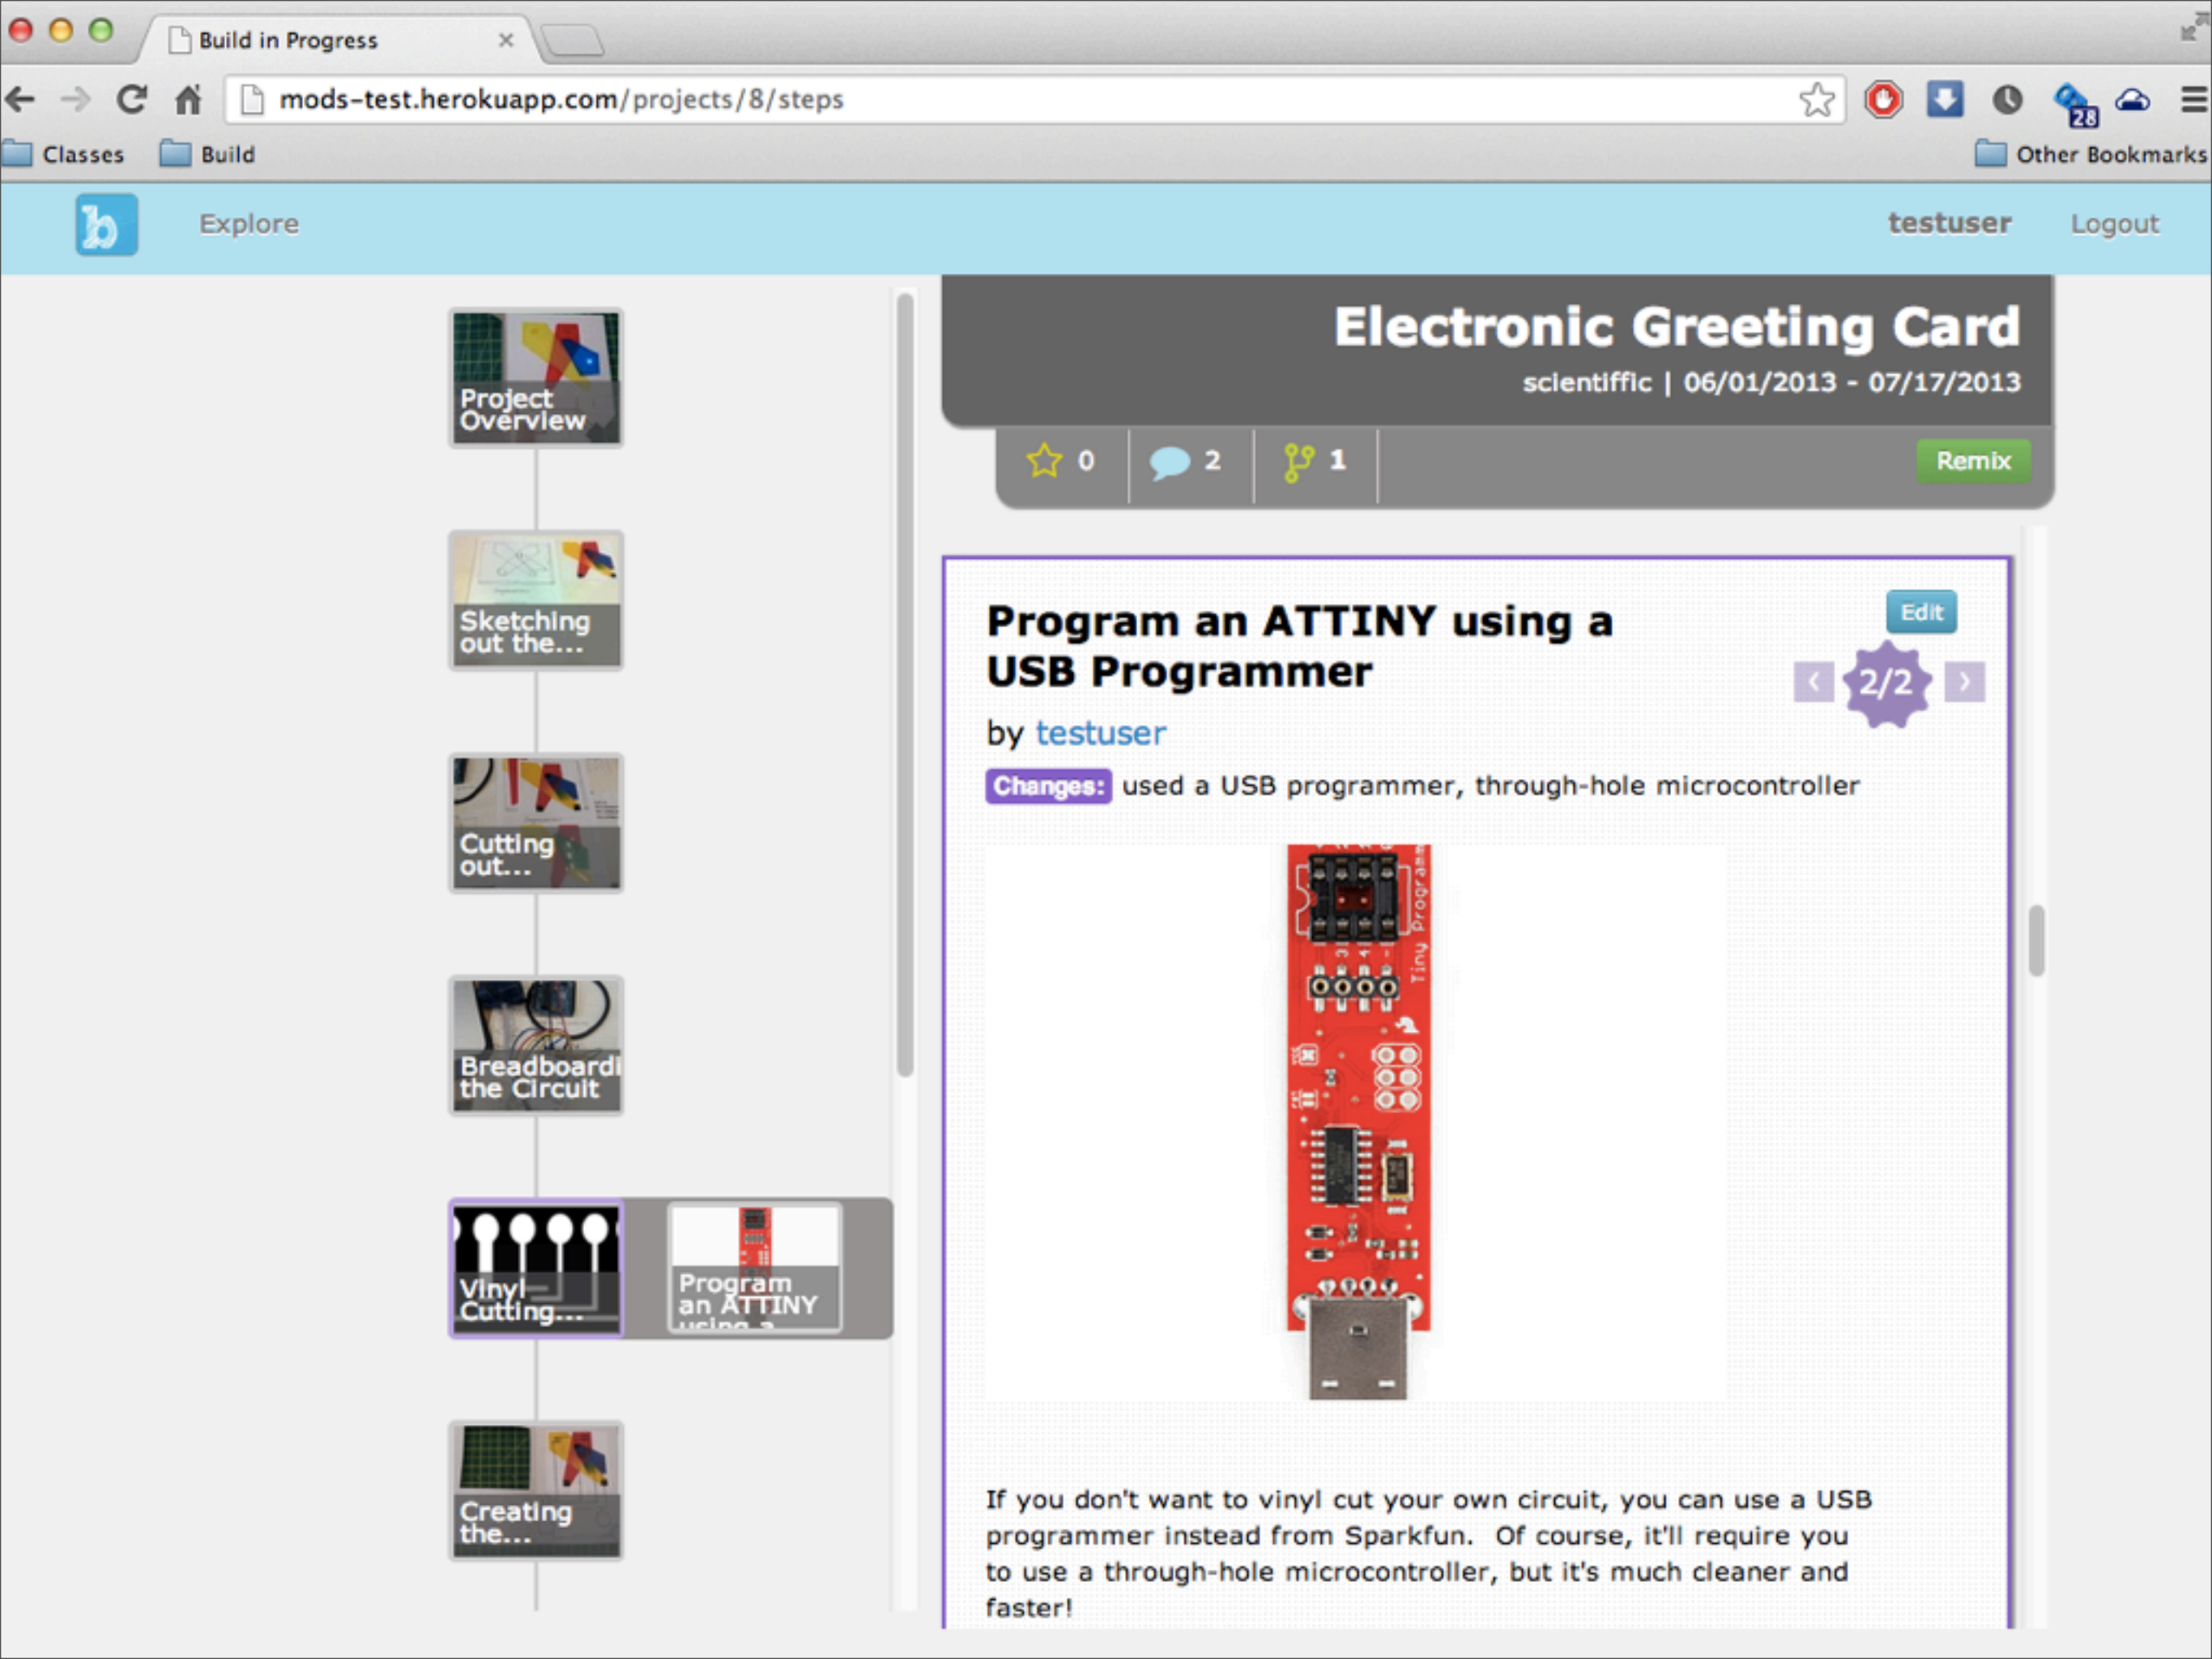 Build in Progress
mods-test.herokuapp.com/projects/8/steps
28
Classes
Build
Other Bookmarks
b
Explore
testuser
Logout
Project
Overview
Sketching
out the...
Cutting
out...
Breadboardi
the Circuit
Vinyl
Cutting...
Program
an ATTINY
using a
Creating
the...
Electronic Greeting Card
scientiffic | 06/01/2013 - 07/17/2013
0
2
1
Remix
Program an ATTINY using a
USB Programmer
Edit
2/2
by testuser
Changes: used a USB programmer, through-hole microcontroller
Tiny Programm
If you don't want to vinyl cut your own circuit, you can use a USB
programmer instead from Sparkfun.  Of course, it'll require you
to use a through-hole microcontroller, but it's much cleaner and
faster!